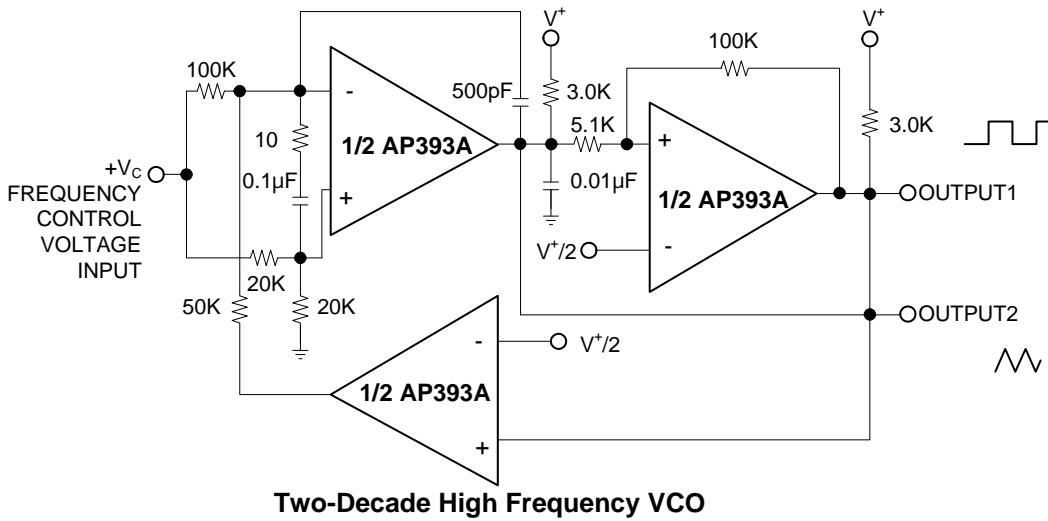 V+
V+
100K
100K
500pF
3.0K
3.0K
-
5.1K
10
1/2 AP393A
+
+VC
0.1µF
0.01µF
1/2 AP393A
OUTPUT1
FREQUENCY
CONTROL
VOLTAGE
INPUT
+
V+/2
-
20K
50K
20K
OUTPUT2
-
V+/2
1/2 AP393A
+
Two-Decade High Frequency VCO